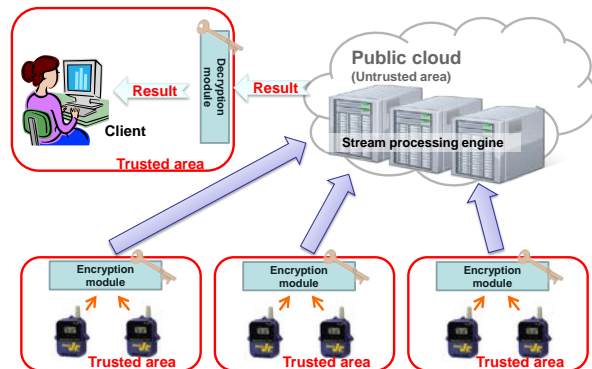 Public cloud
(Untrusted area)
Stream processing engine
Decryption
module
Result
Result
Client
Trusted area
Encryption
module
Trusted area
Encryption
module
Trusted area
Encryption
module
Trusted area